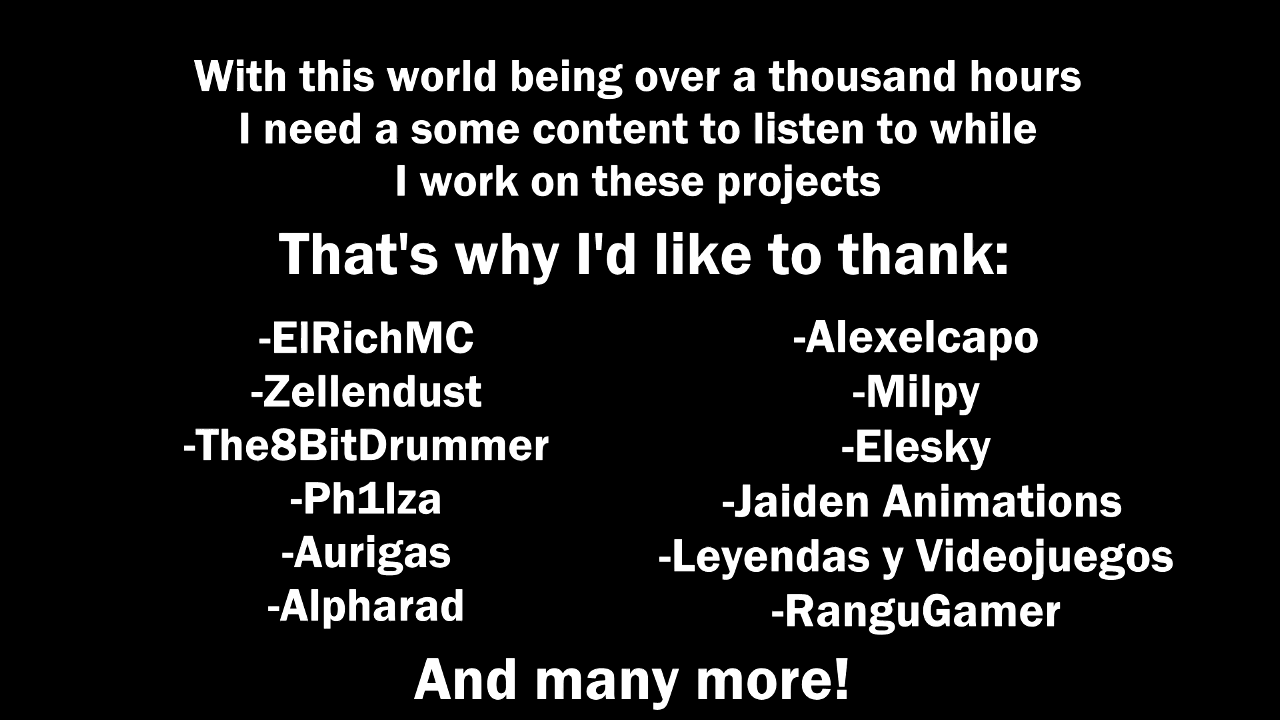 With this world being over a thousand hours
I need a some content to listen to while
I work on these projects
That's why I'd like to thank:
-ElRichMC
-Zellendust
-The8BitDrummer
-Ph1lza
-Aurigas
-Alpharad
-Alexelcapo
-Milpy
-Elesky
-Jaiden Animations
-Leyendas y Videojuegos
-RanguGamer
And many more!